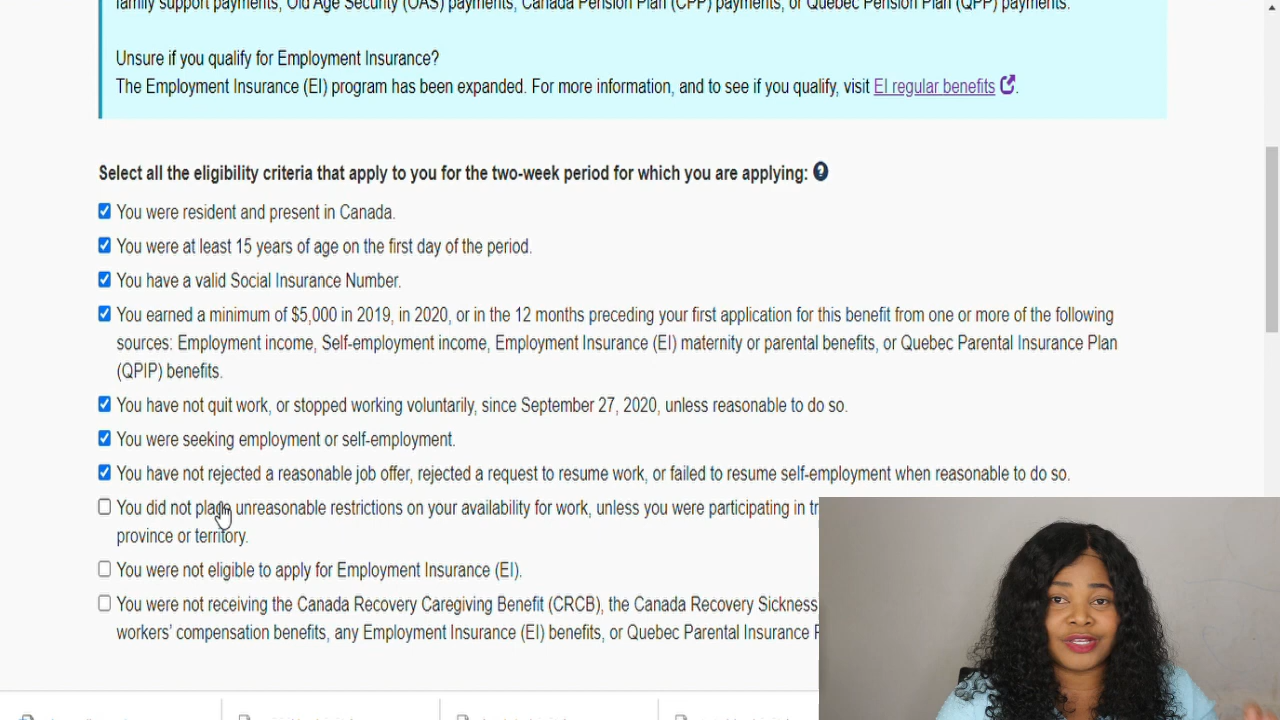 family support payments, Old Age Security (OAS) payments, Canada Pension Plan (CPP) payments, or Quebec Pension Plan (QPP) payments.
Unsure if you qualify for Employment Insurance?
The Employment Insurance (EI) program has been expanded. For more information, and to see if you qualify, visit EI regular benefits.
Select all the eligibility criteria that apply to you for the two-week period for which you are applying: ?
You were resident and present in Canada.
You were at least 15 years of age on the first day of the period.
You have a valid Social Insurance Number.
You earned a minimum of $5,000 in 2019, in 2020, or in the 12 months preceding your first application for this benefit from one or more of the following
sources: Employment income, Self-employment income, Employment Insurance (EI) maternity or parental benefits, or Quebec Parental Insurance Plan
(QPIP) benefits.
You have not quit work, or stopped working voluntarily, since September 27, 2020, unless reasonable to do so.
You were seeking employment or self-employment.
You have not rejected a reasonable job offer, rejected a request to resume work, or failed to resume self-employment when reasonable to do so.
You did not place unreasonable restrictions on your availability for work, unless you were participating in
province or territory.
You were not eligible to apply for Employment Insurance (EI).
You were not receiving the Canada Recovery Caregiving Benefit (CRCB), the Canada Recovery Sickness
workers' compensation benefits, any Employment Insurance (EI) benefits, or Quebec Parental Insurance